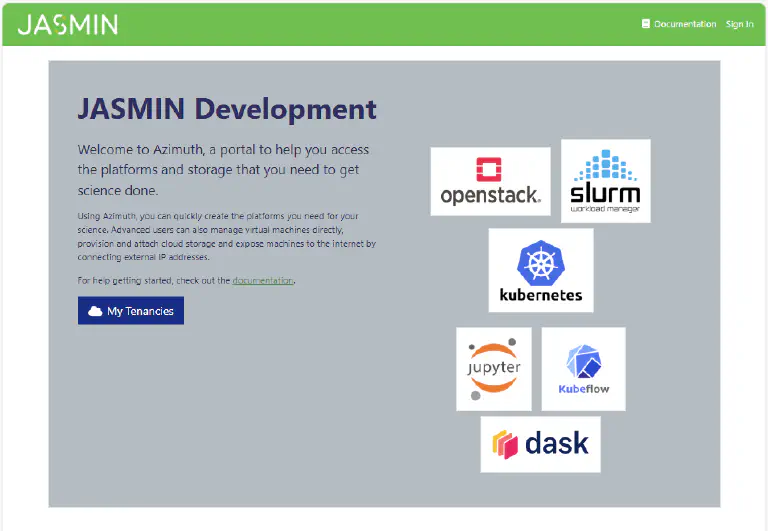 JASMIN
Documentation Sign In
JASMIN Development
Welcome to Azimuth, a portal to help you access
the platforms and storage that you need to get
science done.
Using Azimuth, you can quickly create the platforms you need for your
science. Advanced users can also manage virtual machines directly,
provision and attach cloud storage and expose machines to the internet by
connecting external IP addresses.
For help getting started, check out the documentation.
My Tenancies
openstack.
slurm
workload manager
kubernetes
jupyter
Kubeflow
dask